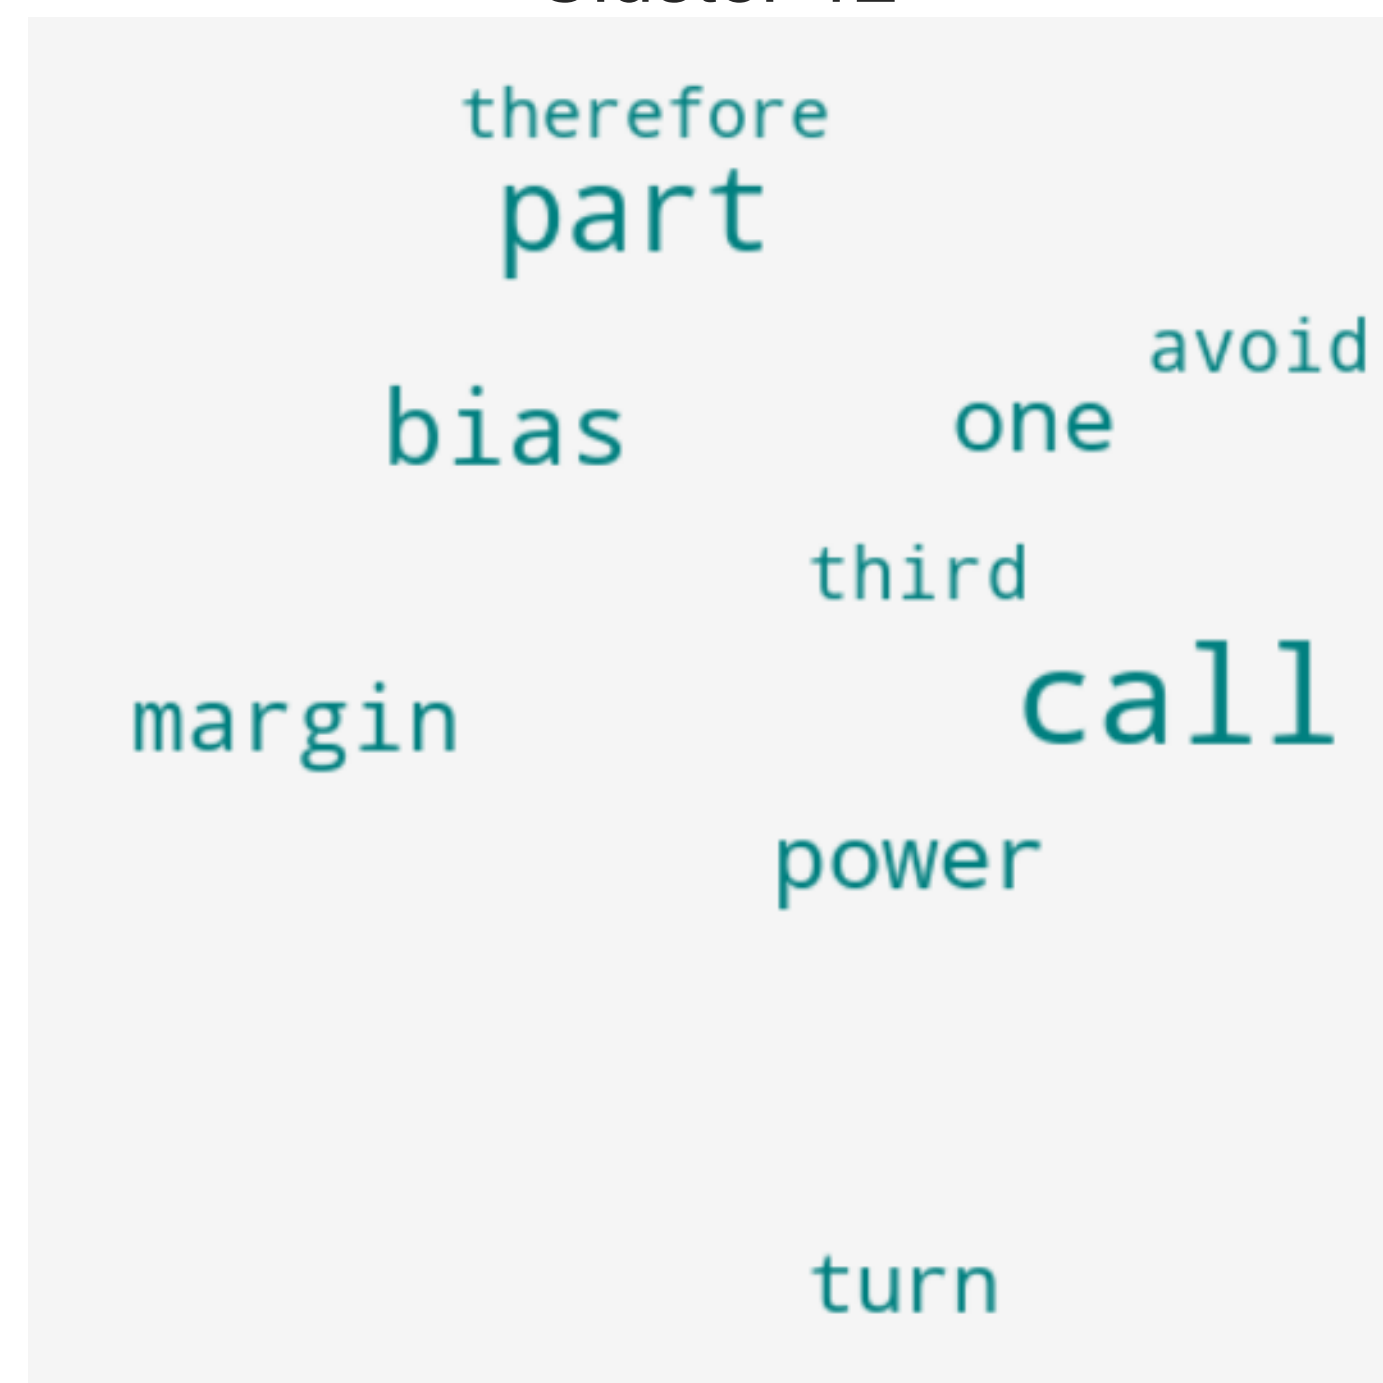 therefore
part
avoid
bias
one
third
call
margin
power
turn